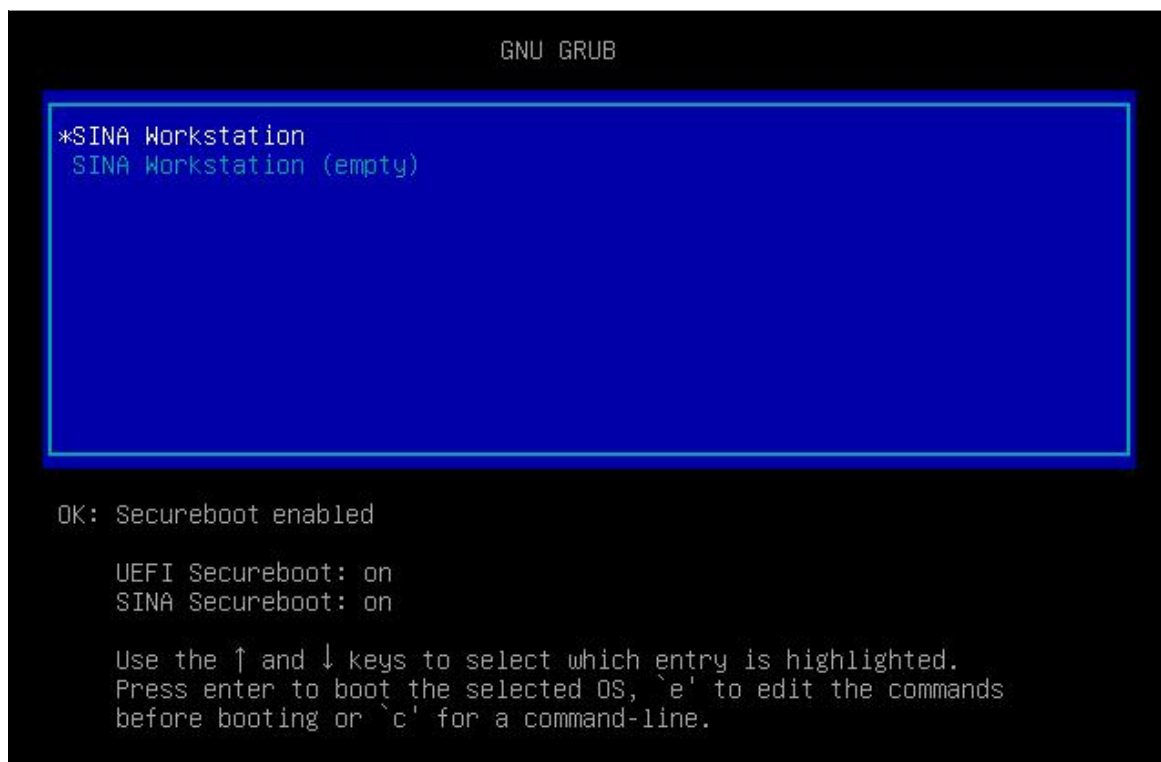 GNU GRUB
*SINA Workstation
SINA Workstation (empty)
OK: Secureboot enabled
UEFI Secureboot: on
SINA Secureboot: on
Use the ↑ and ↓ keys to select which entry is highlighted.
Press enter to boot the selected OS, `e' to edit the commands
before booting or `c' for a command-line.